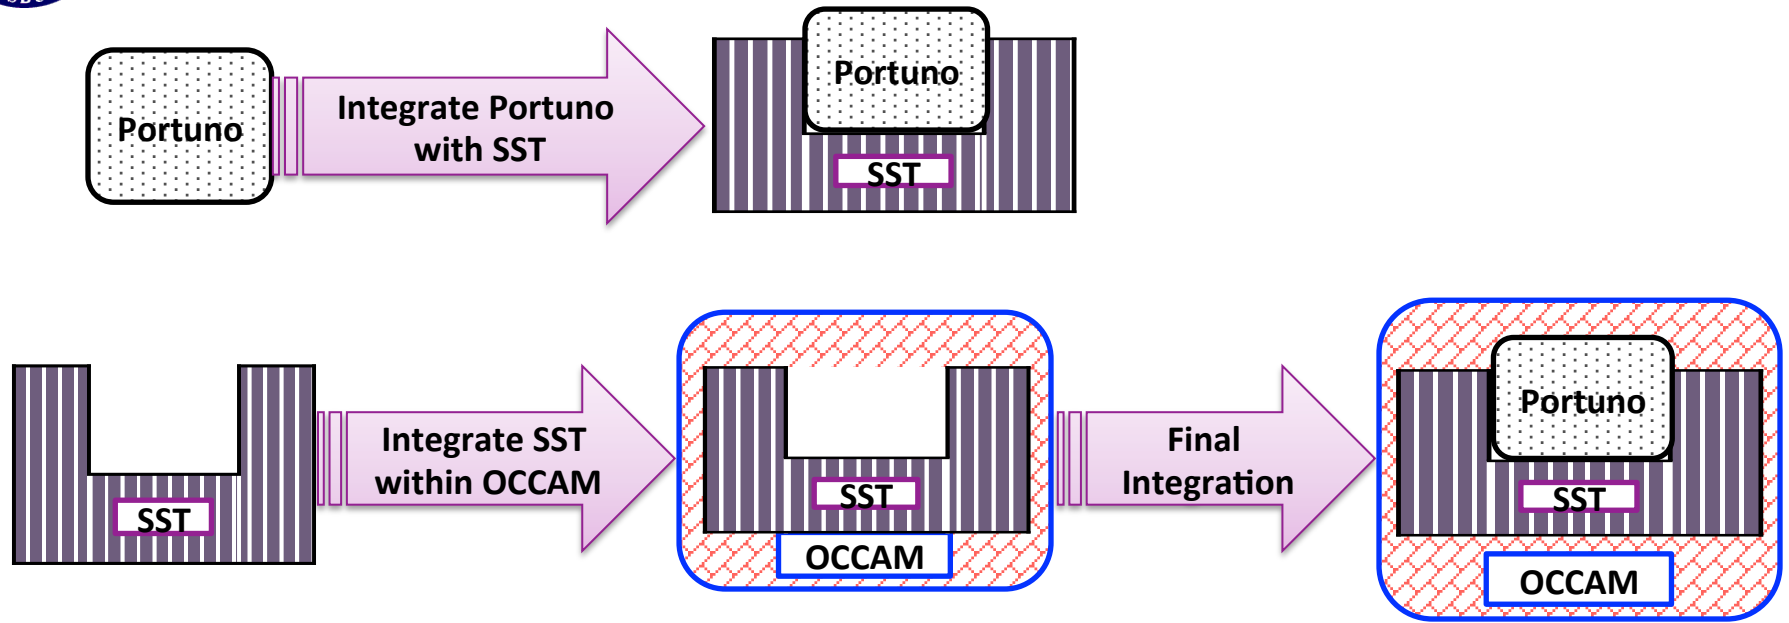 Portuno
Integrate Portuno
with SST
Portuno
SST
SST
Integrate SST
within OCCAM
SST
OCCAM
Final
Integration
Portuno
SST
OCCAM